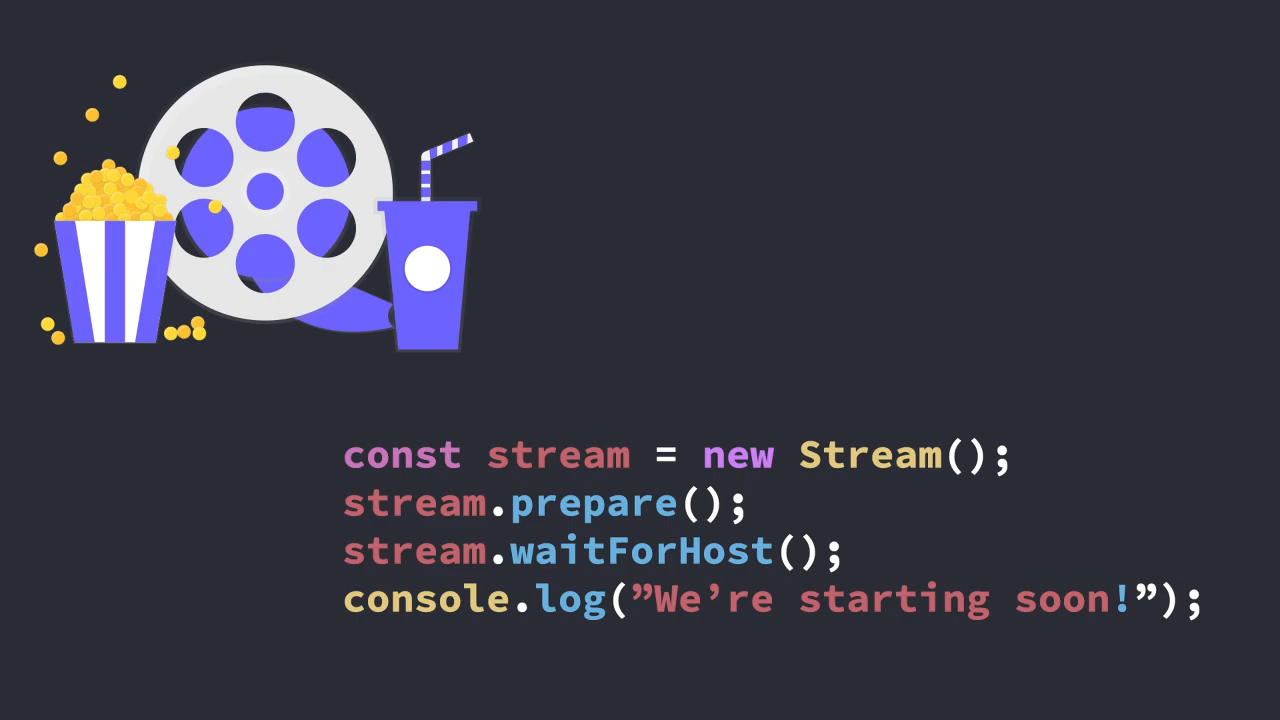 const stream = new Stream();
stream.prepare();
stream.waitForHost();
console.log(”We’re starting soon!”);